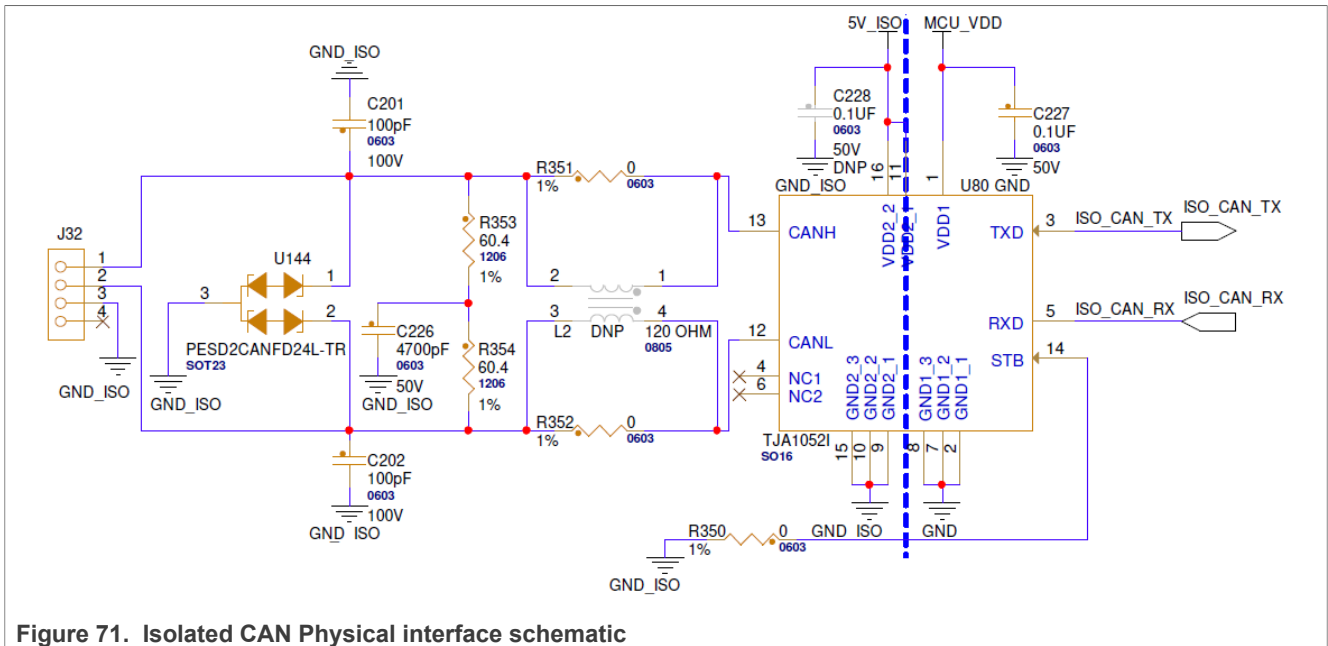 5V_ISO MCU_VDD
GND_ISO
C201
100pF
0603
100V
C228
0.1UF
0603
50V
DNP
GND_ISO
C227
0.1UF
0603
50V
U80 GND
16
11
1
R351 0
1% 0603
J32
1
2
3
4
GND_ISO
U144
3
1
2
PESD2CANFD24L-TR
SOT23
GND_ISO
R353
60.4
1206
1%
C226
4700pF
0603
50V
GND_ISO
R354
60.4
1206
1%
2 1
3 4
L2 DNP 120 OHM
0805
13 CANH
12 CANL
4 NC1
6 NC2
VDD2_2
VDD2_1
VDD1
TXD 3 ISO_CAN_TX ISO_CAN_TX
RXD 5 ISO_CAN_RX ISO_CAN_RX
STB 14
GND2_3
GND2_2
GND2_1
GND1_3
GND1_2
GND1_1
TJA1052I
SO16
15
10
9
8
7
2
R352 0
1% 0603
C202
100pF
0603
100V
GND_ISO
R350 0
1% 0603
GND_ISO
GND_ISO GND
Figure 71. Isolated CAN Physical interface schematic